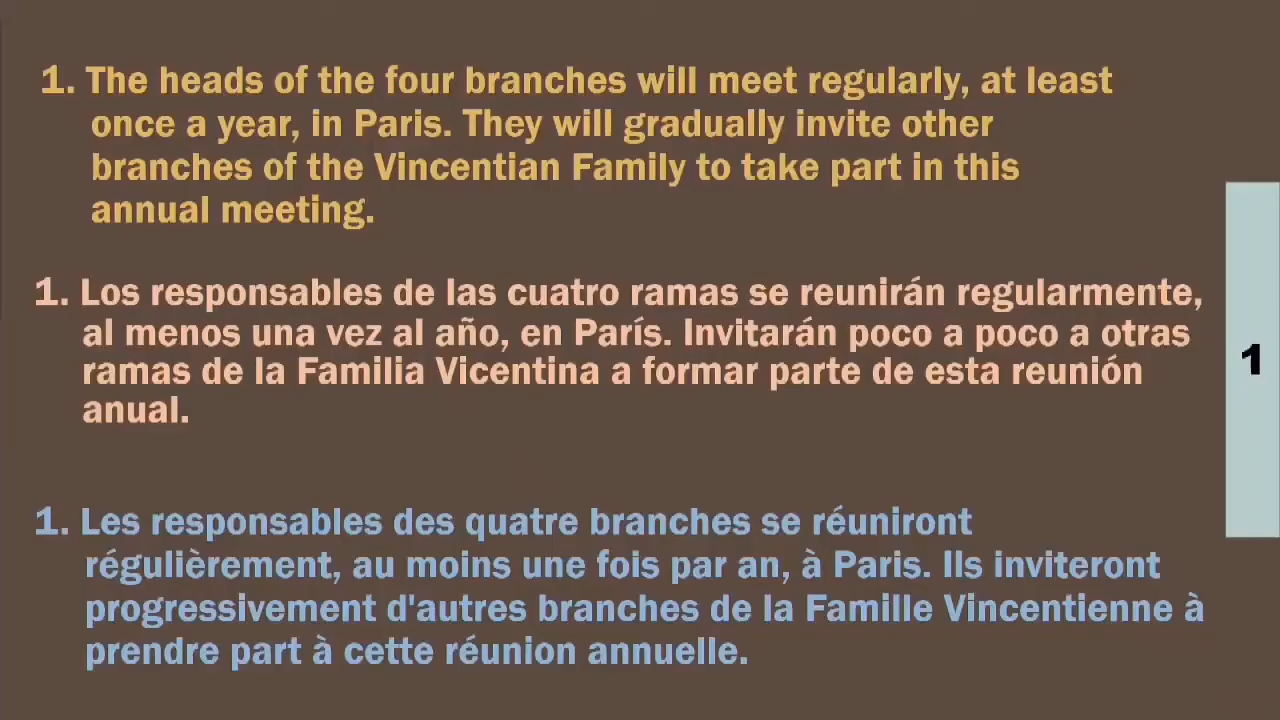 1. The heads of the four branches will meet regularly, at least
once a year, in Paris. They will gradually invite other
branches of the Vincentian Family to take part in this
annual meeting.
1. Los responsables de las cuatro ramas se reunirán regularmente,
al menos una vez al año, en París. Invitarán poco a poco a otras
ramas de la Familia Vicentina a formar parte de esta reunión
anual.
1
1. Les responsables des quatre branches se réuniront
régulièrement, au moins une fois par an, à Paris. Ils inviteront
progressivement d'autres branches de la Famille Vincentienne à
prendre part à cette réunion annuelle.